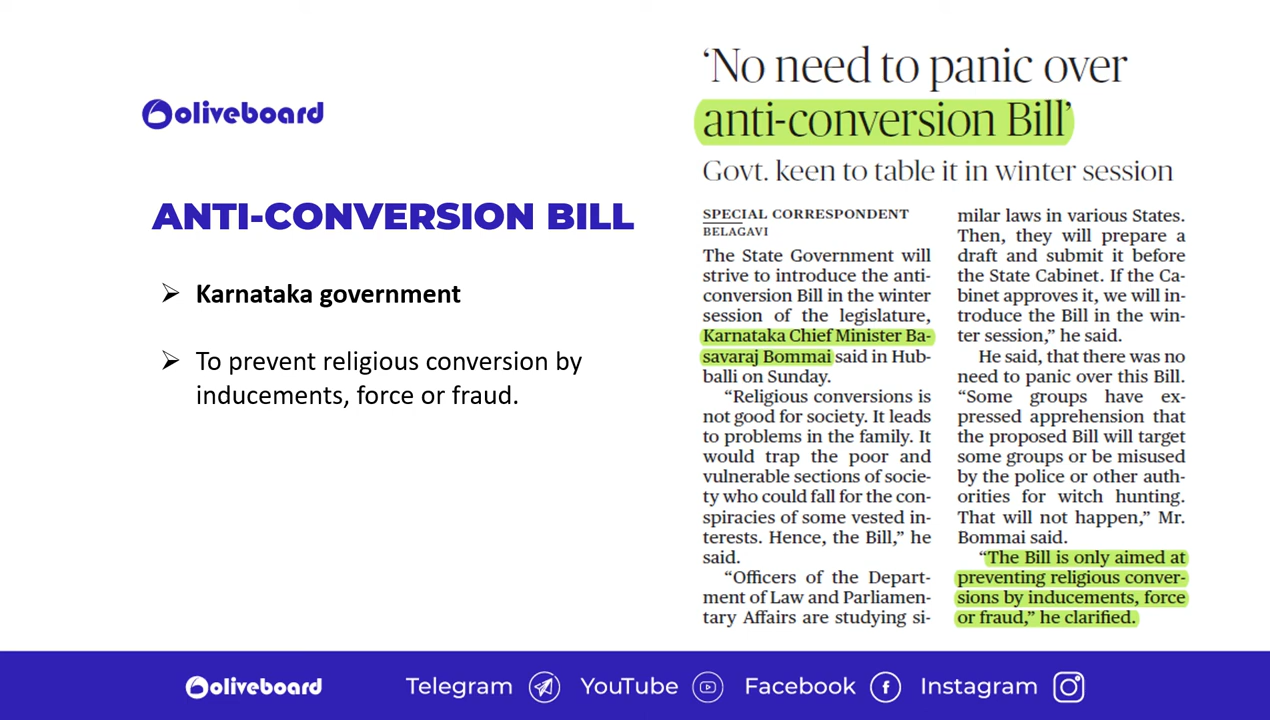 oliveboard
ANTI-CONVERSION BILL
Karnataka government
To prevent religious conversion by
inducements, force or fraud.
‘No need to panic over
anti-conversion Bill’
Govt. keen to table it in winter session
SPECIAL CORRESPONDENT
BELAGAVI
The State Government will
strive to introduce the anti-
conversion Bill in the winter
session of the legislature,
Karnataka Chief Minister Ba-
savaraj Bommai said in Hub-
balli on Sunday.
“Religious conversions is
not good for society. It leads
to problems in the family. It
would trap the poor and
vulnerable sections of socie-
ty who could fall for the con-
spiracies of some vested in-
terests. Hence, the Bill,” he
said.
“Officers of the Depart-
ment of Law and Parliamen-
tary Affairs are studying si-
milar laws in various States.
Then, they will prepare a
draft and submit it before
the State Cabinet. If the Ca-
binet approves it, we will in-
troduce the Bill in the win-
ter session,” he said.
He said, that there was no
need to panic over this Bill.
“Some groups have ex-
pressed apprehension that
the proposed Bill will target
some groups or be misused
by the police or other auth-
orities for witch hunting.
That will not happen,” Mr.
Bommai said.
“The Bill is only aimed at
preventing religious conver-
sions by inducements, force
or fraud,” he clarified.
oliveboard Telegram YouTube Facebook Instagram